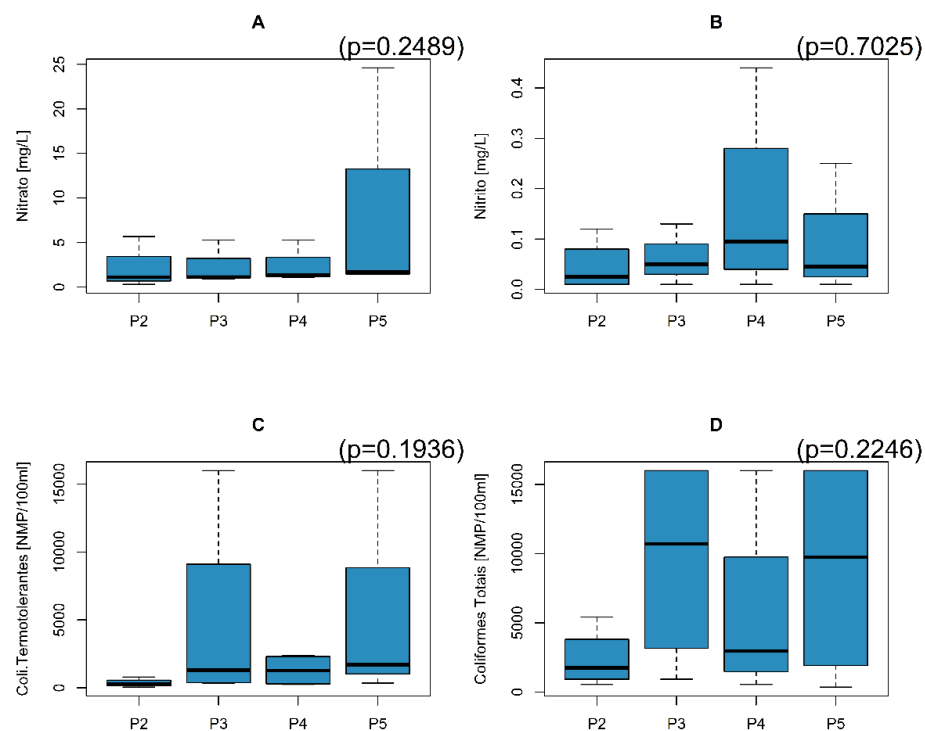 A
(p=0.2489)
Nitrato [mg/L]
25
20
15
10
5
0
P2 P3 P4 P5
B
(p=0.7025)
Nitrito [mg/L]
0.4
0.3
0.2
0.1
0.0
P2 P3 P4 P5
C
(p=0.1936)
Coli.Termotolerantes [NMP/100ml]
15000
10000
5000
0
P2 P3 P4 P5
D
(p=0.2246)
Coliformes Totais [NMP/100ml]
15000
10000
5000
0
P2 P3 P4 P5